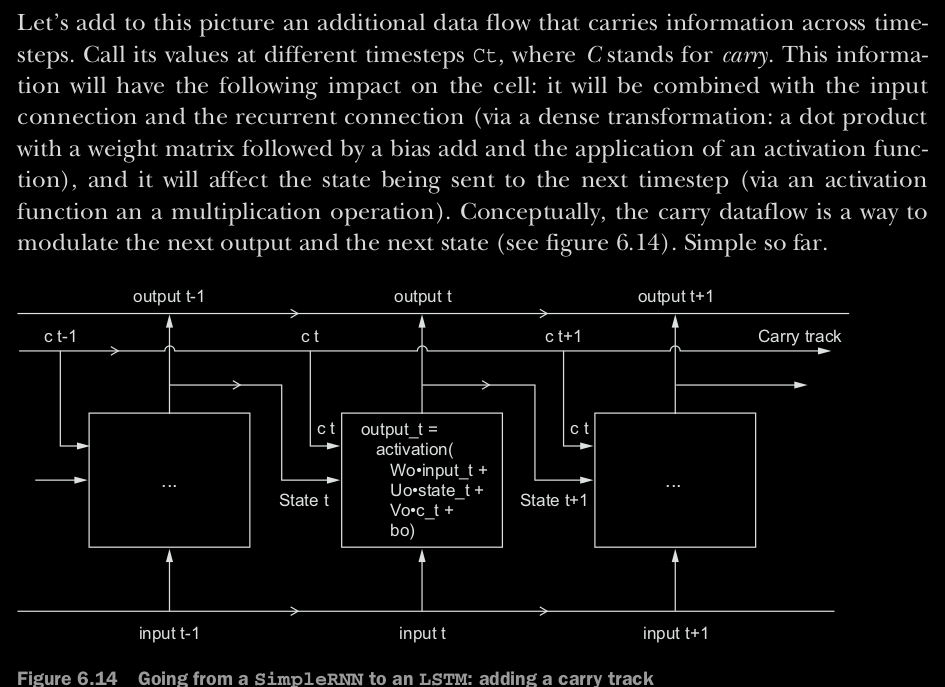 Let's add to this picture an additional data flow that carries information across time-
steps. Call its values at different timesteps Ct, where C stands for carry. This informa-
tion will have the following impact on the cell: it will be combined with the input
connection and the recurrent connection (via a dense transformation: a dot product
with a weight matrix followed by a bias add and the application of an activation func-
tion), and it will affect the state being sent to the next timestep (via an activation
function an a multiplication operation). Conceptually, the carry dataflow is a way to
modulate the next output and the next state (see figure 6.14). Simple so far.
output t-1
output t
output t+1
c t-1
c t
c t+1
Carry track
...
c t
output_t =
activation(
Wo•input_t +
Uo•state_t +
Vo•c_t +
bo)
c t
...
State t
State t+1
input t-1
input t
input t+1
Figure 6.14 Going from a SimpleRNN to an LSTM: adding a carry track